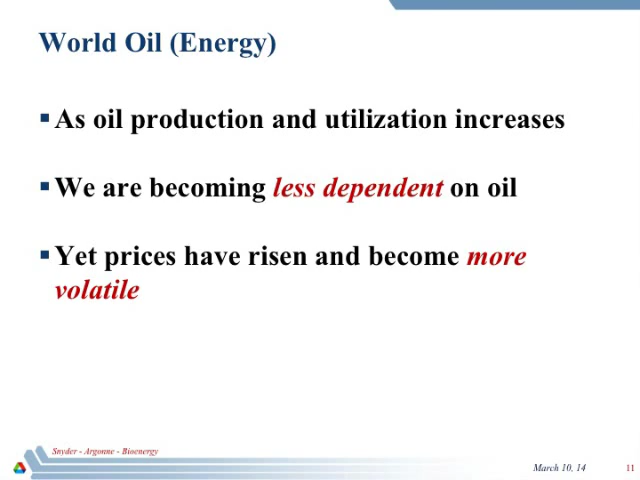 World Oil (Energy)
▪ As oil production and utilization increases
▪ We are becoming less dependent on oil
▪ Yet prices have risen and become more
volatile
Snyder - Argonne - Bioenergy
March 10, 14
11